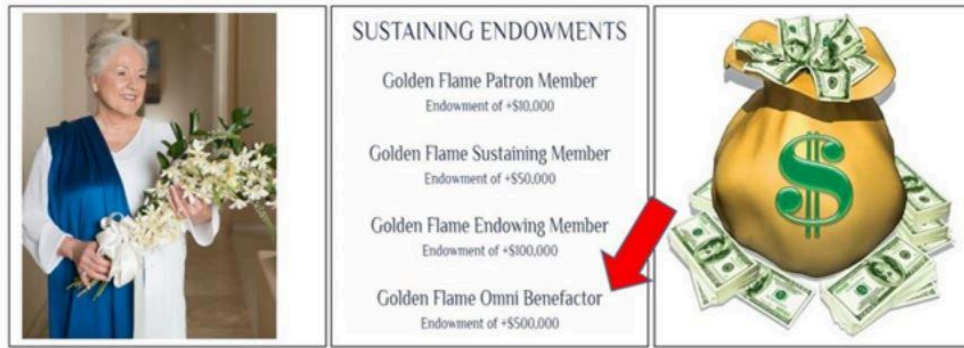 SUSTAINING ENDOWMENTS
Golden Flame Patron Member
Endowment of +$10,000
Golden Flame Sustaining Member
Endowment of +$50,000
Golden Flame Endowing Member
Endowment of +$100,000
Golden Flame Omni Benefactor
Endowment of +$500,000
$